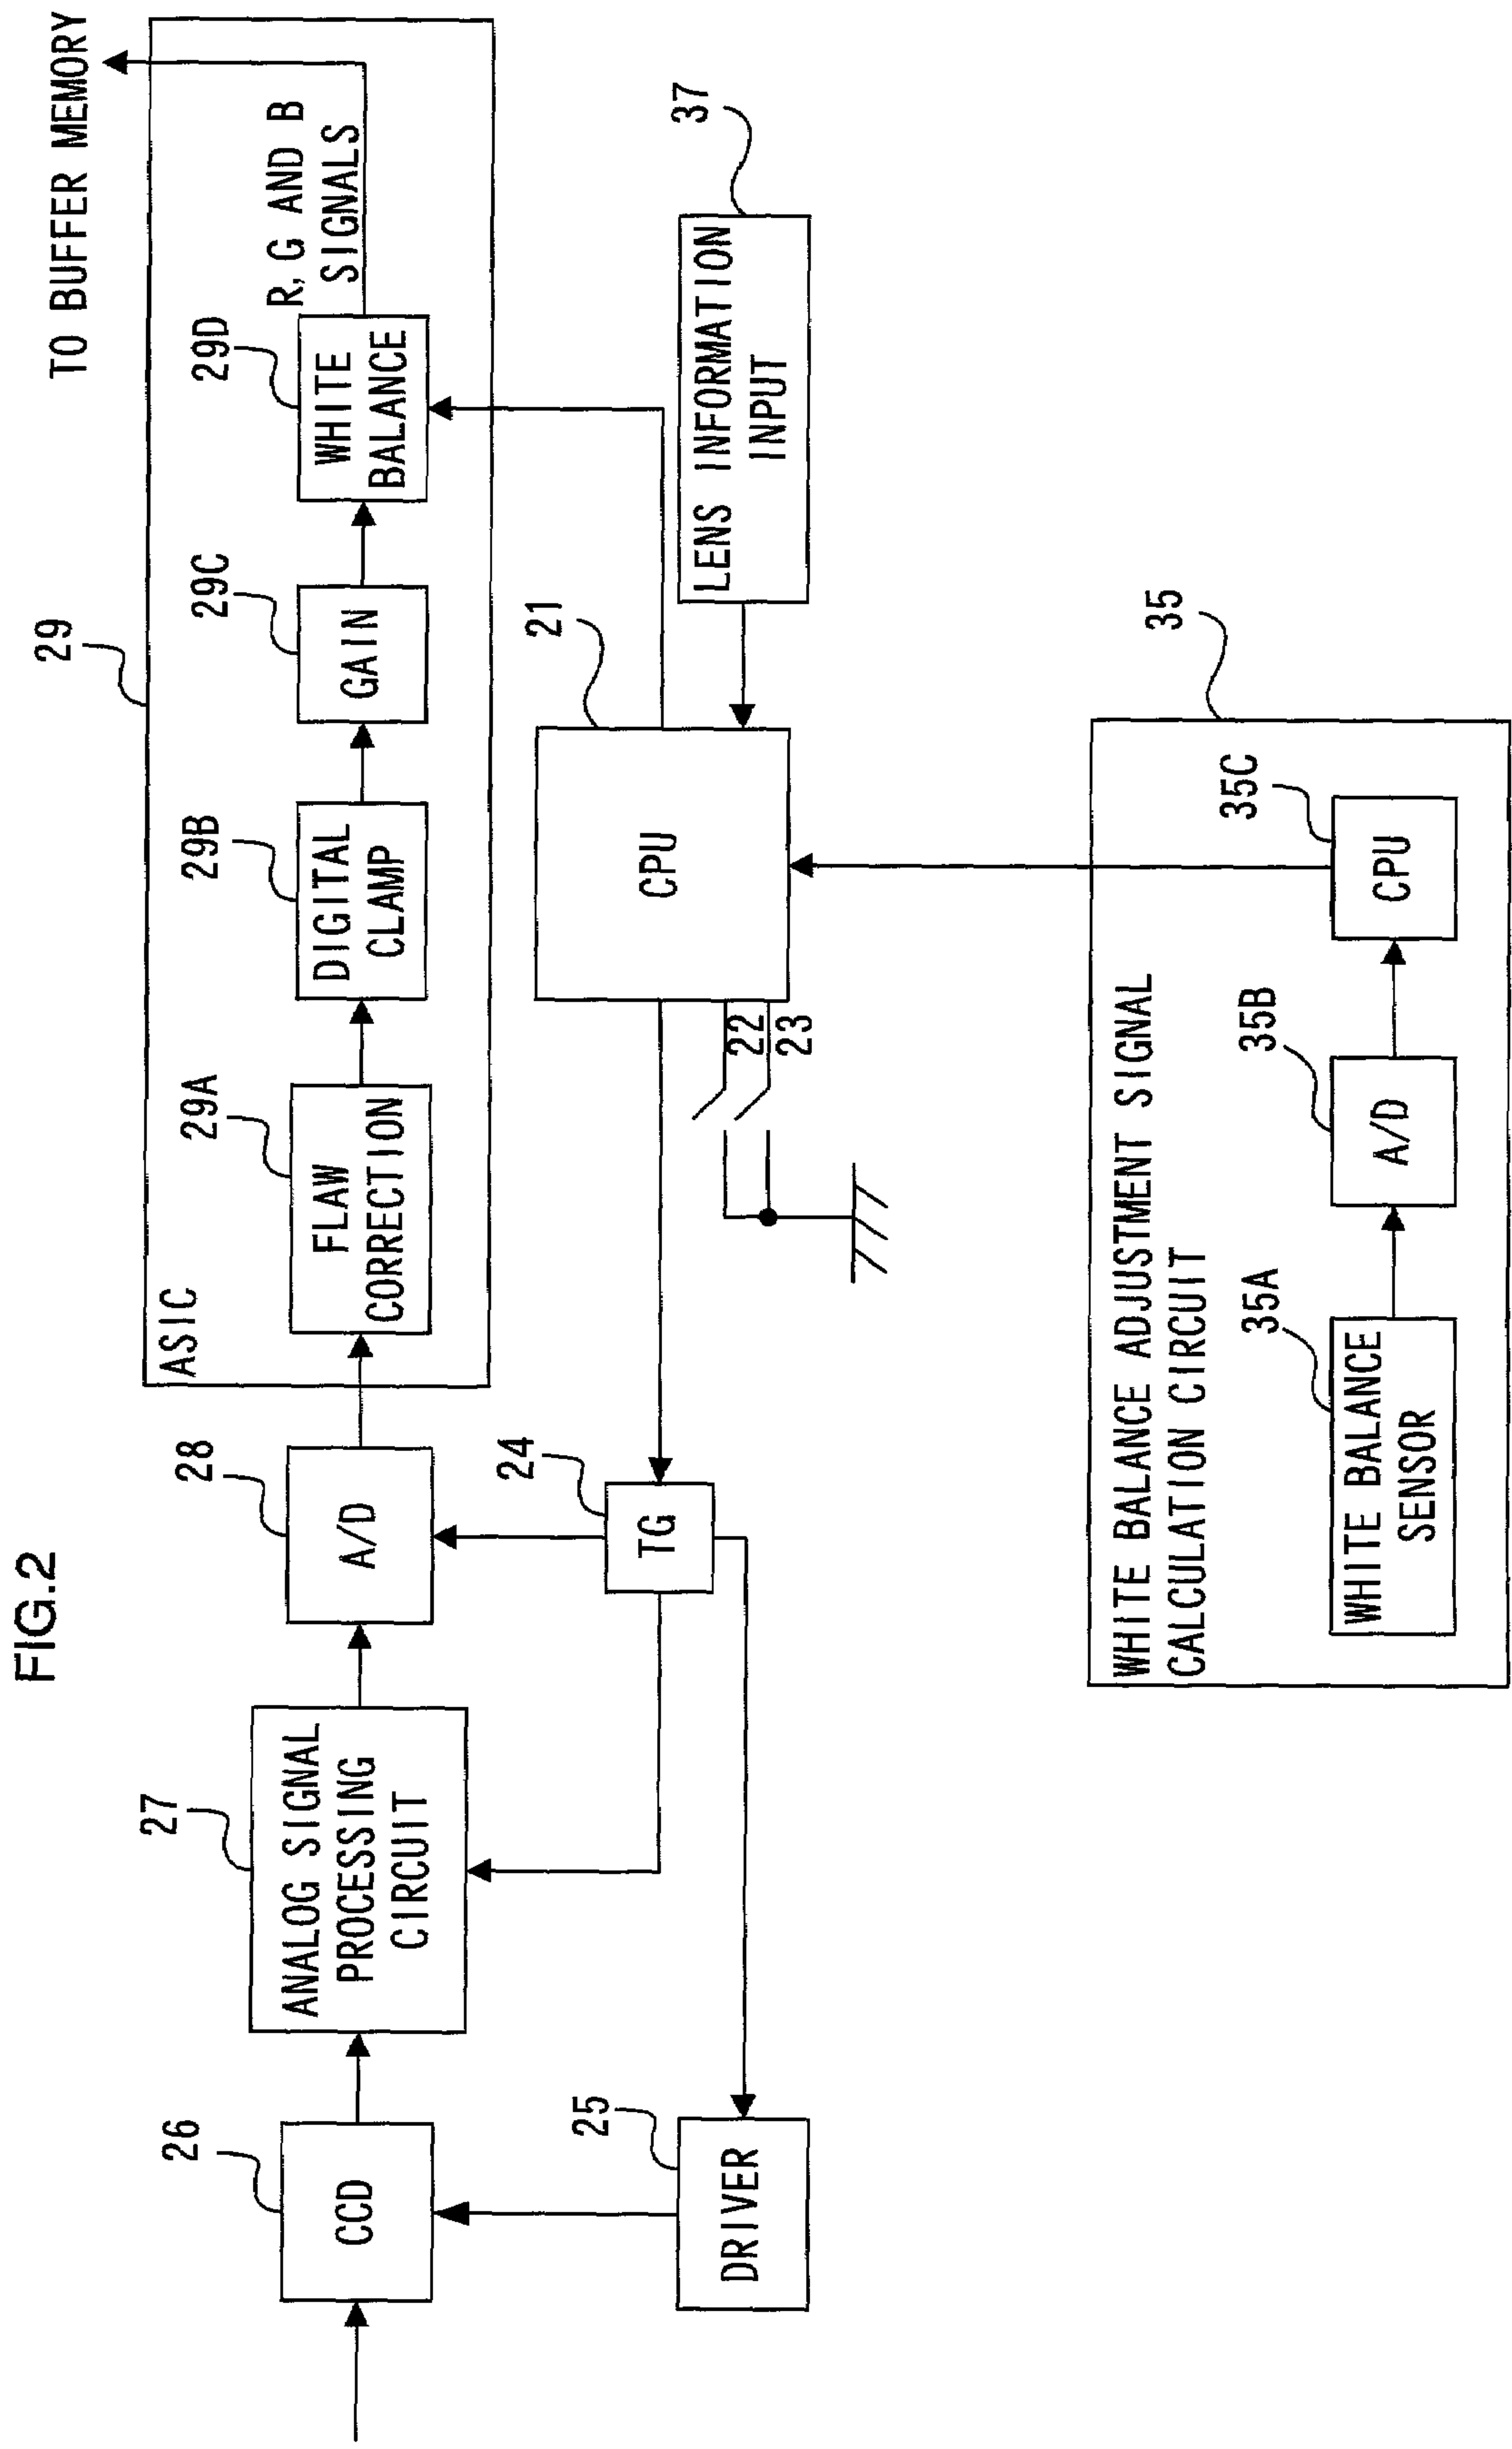 FIG.2
TO BUFFER MEMORY
29
ASIC
R, G AND B
SIGNALS
26
CCD
27
ANALOG SIGNAL
PROCESSING
CIRCUIT
28
A/D
29A
FLAW
CORRECTION
29B
DIGITAL
CLAMP
29C
GAIN
29D
WHITE
BALANCE
25
DRIVER
24
TG
21
CPU
22
23
37
LENS INFORMATION
INPUT
35
WHITE BALANCE ADJUSTMENT SIGNAL
CALCULATION CIRCUIT
35A
WHITE BALANCE
SENSOR
35B
A/D
35C
CPU